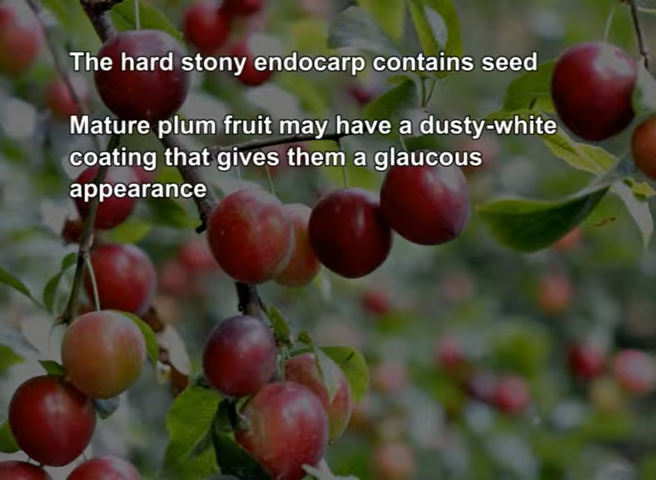 The hard stony endocarp contains seed
Mature plum fruit may have a dusty-white
coating that gives them a glaucous
appearance